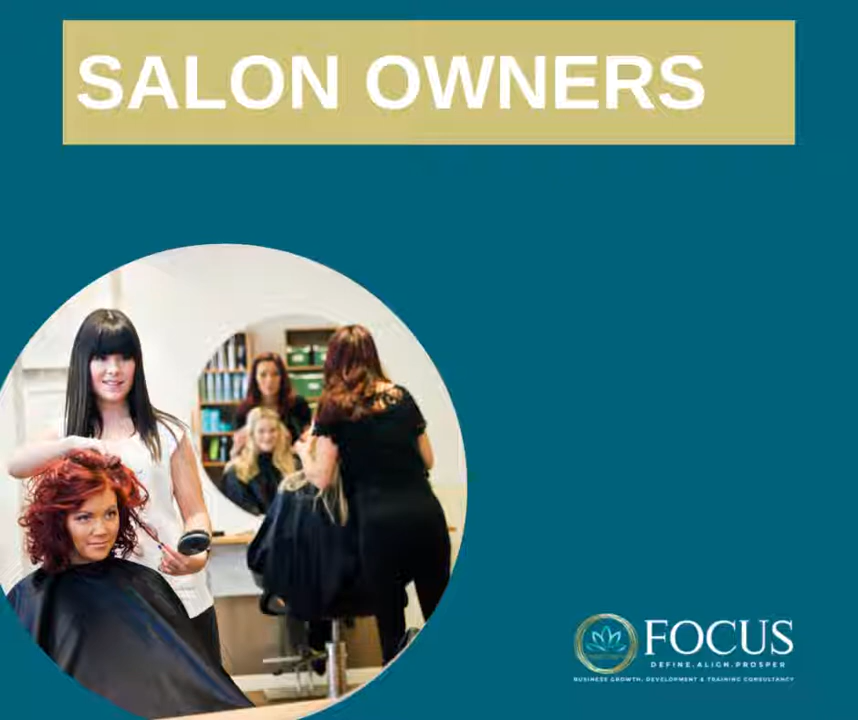 SALON OWNERS
FOCUS
DEFINE.ALIGN.PROSPER
BUSINESS GROWTH, DEVELOPMENT & TRAINING CONSULTANCY